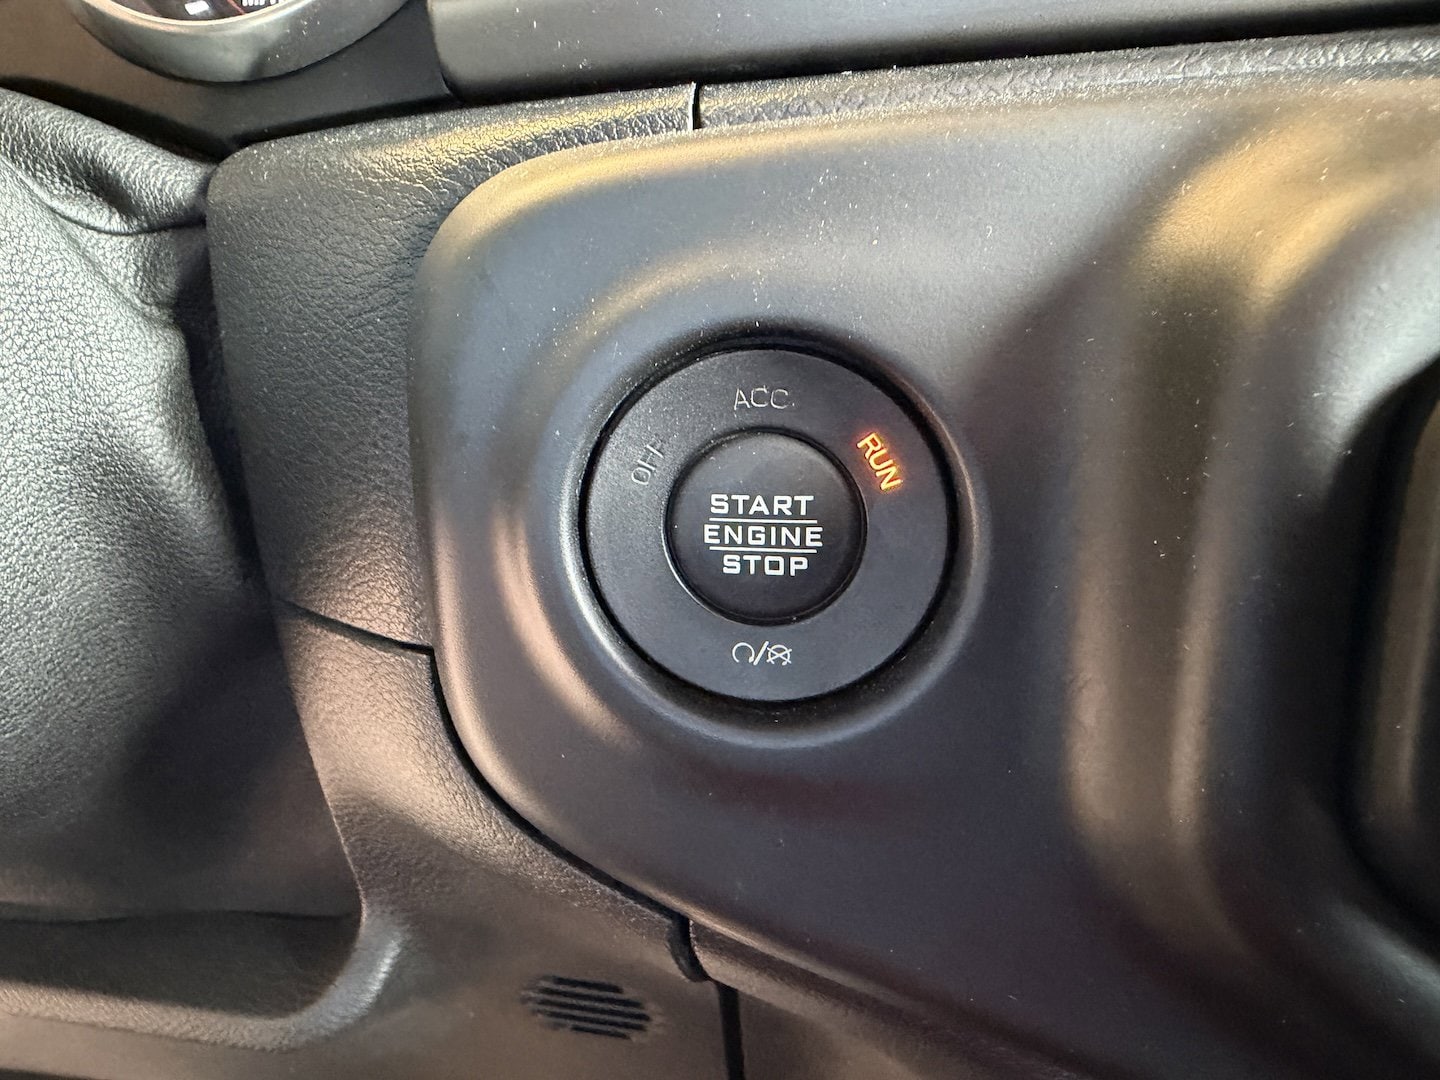 ACC
OFF
RUN
START
ENGINE
STOP